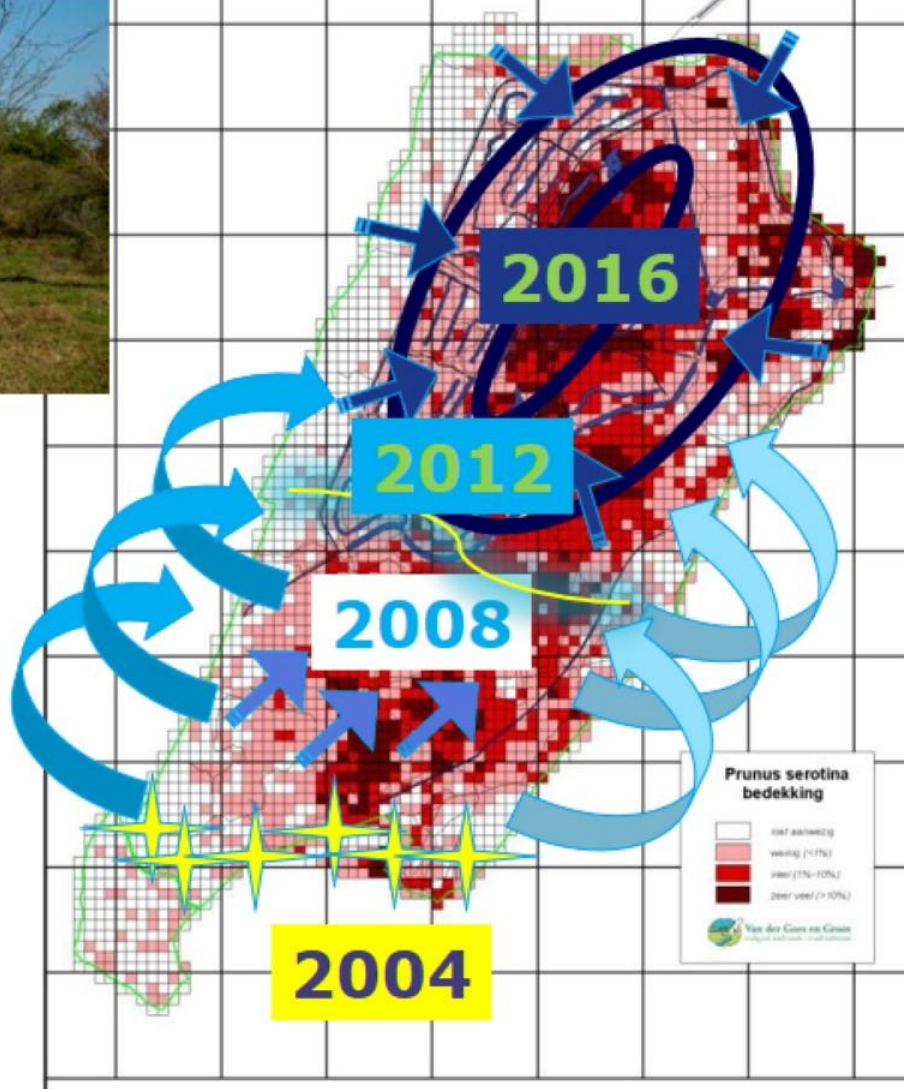 2016
2012
2008
2004
Prunus serotina
bedekking
niet aanwezig
weinig (<1%)
veel (1%-10%)
zeer veel (>10%)
Van der Goes en Groot